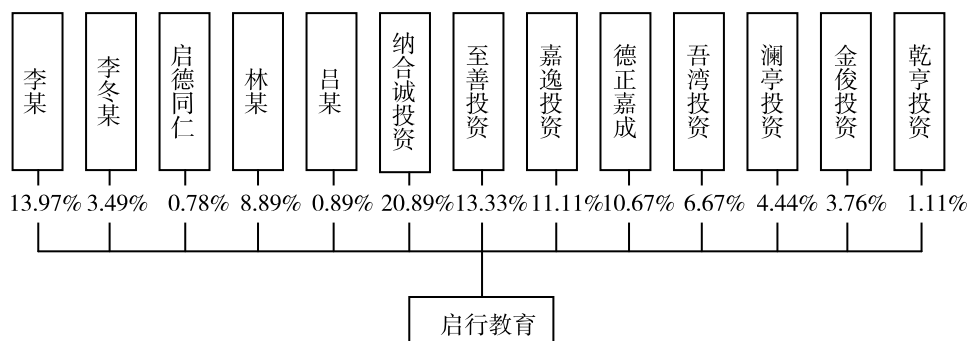 李某
李冬某
启德同仁
林某
吕某
纳合诚投资
至善投资
嘉逸投资
德正嘉成
吾湾投资
澜亭投资
金俊投资
乾亨投资
13.97% 3.49% 0.78% 8.89% 0.89% 20.89% 13.33% 11.11% 10.67% 6.67% 4.44% 3.76% 1.11%
启行教育